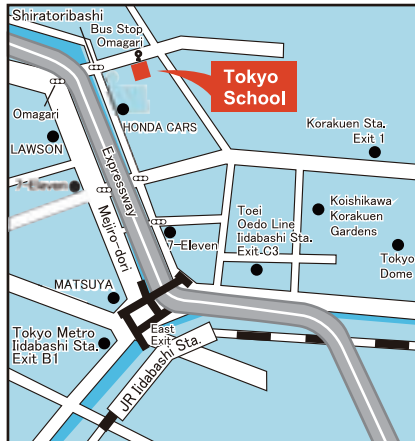 Shiratoribashi
Bus Stop
Omagari
Tokyo
School
Omagari
HONDA CARS
LAWSON
Korakuen Sta.
Exit 1
7-Eleven
Expressway
Mejiro-dori
7-Eleven
Toei
Oedo Line
Iidabashi Sta.
Exit C3
Koishikawa
Korakuen
Gardens
Tokyo
Dome
MATSUYA
Tokyo Metro
Iidabashi Sta.
Exit B1
East
Exit
JR Iidabashi Sta.